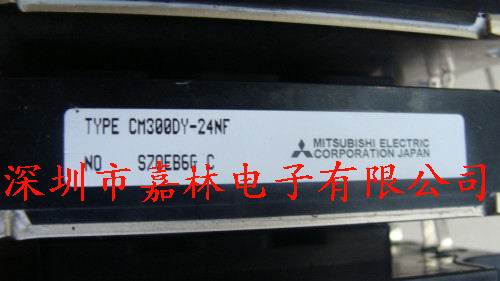 TYPE CM300DY-24NF
MITSUBISHI ELECTRIC
CORPORATION JAPAN
NO C
深圳市嘉林电子有限公司